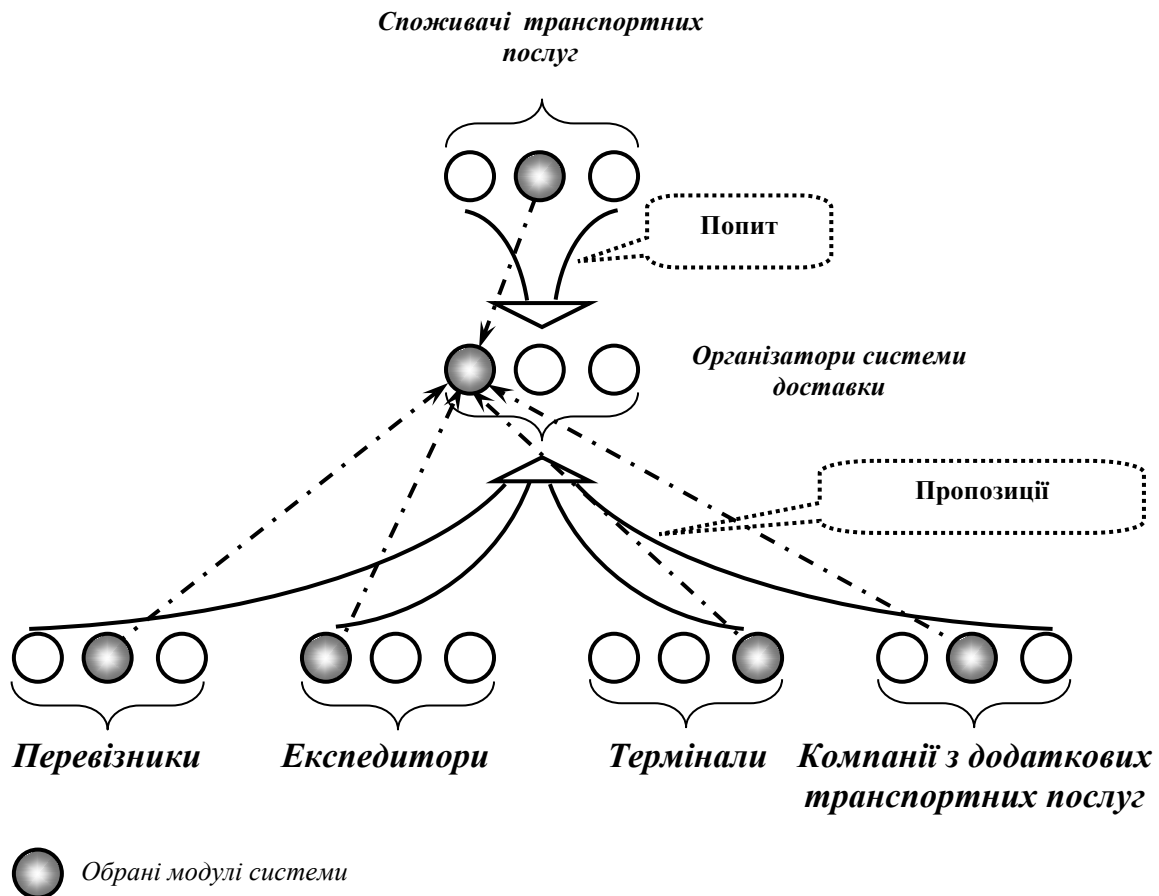 Споживачі транспортних
послуг
Попит
Організатори системи
доставки
Пропозиції
Перевізники
Експедитори
Термінали
Компанії з додаткових
транспортних послуг
Обрані модулі системи